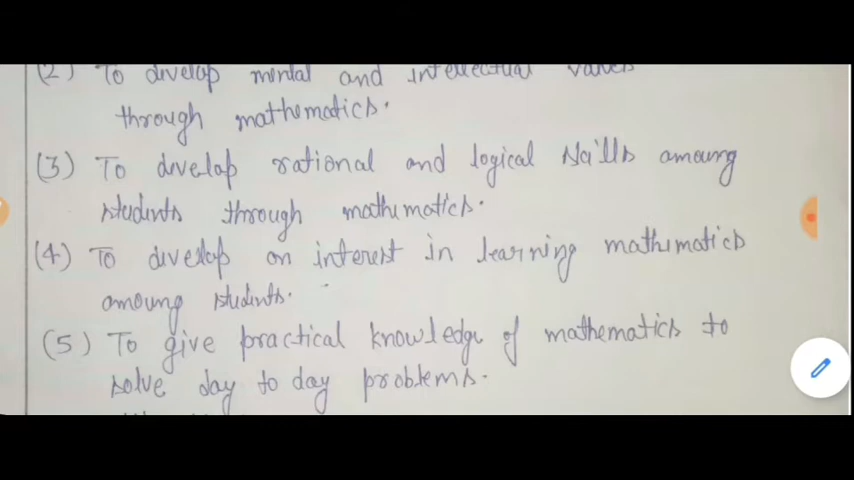 (2) To develop mental and intellectual values
through mathematics.
(3) To develop rational and logical skills amoung
students through mathematics.
(4) To develop an interest in learning mathematics
amoung students.
(5) To give practical knowledge of mathematics to
solve day to day problems.